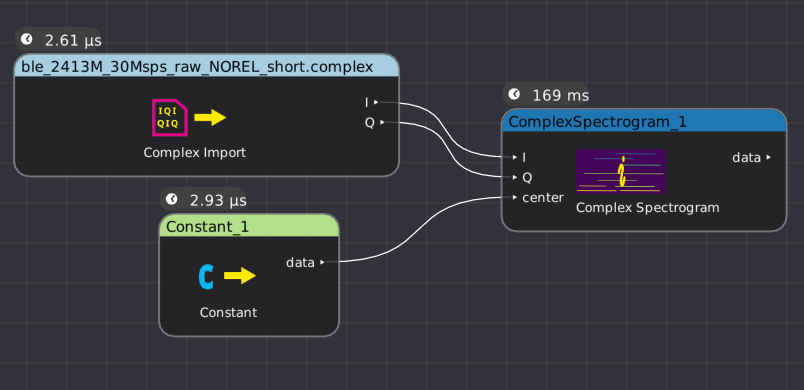 2.61 µs
ble_2413M_30Msps_raw_NOREL_short.complex
I
Q
IQI
QIQ
Complex Import
169 ms
ComplexSpectrogram_1
I
Q
center
data
Complex Spectrogram
2.93 µs
Constant_1
data
C
Constant